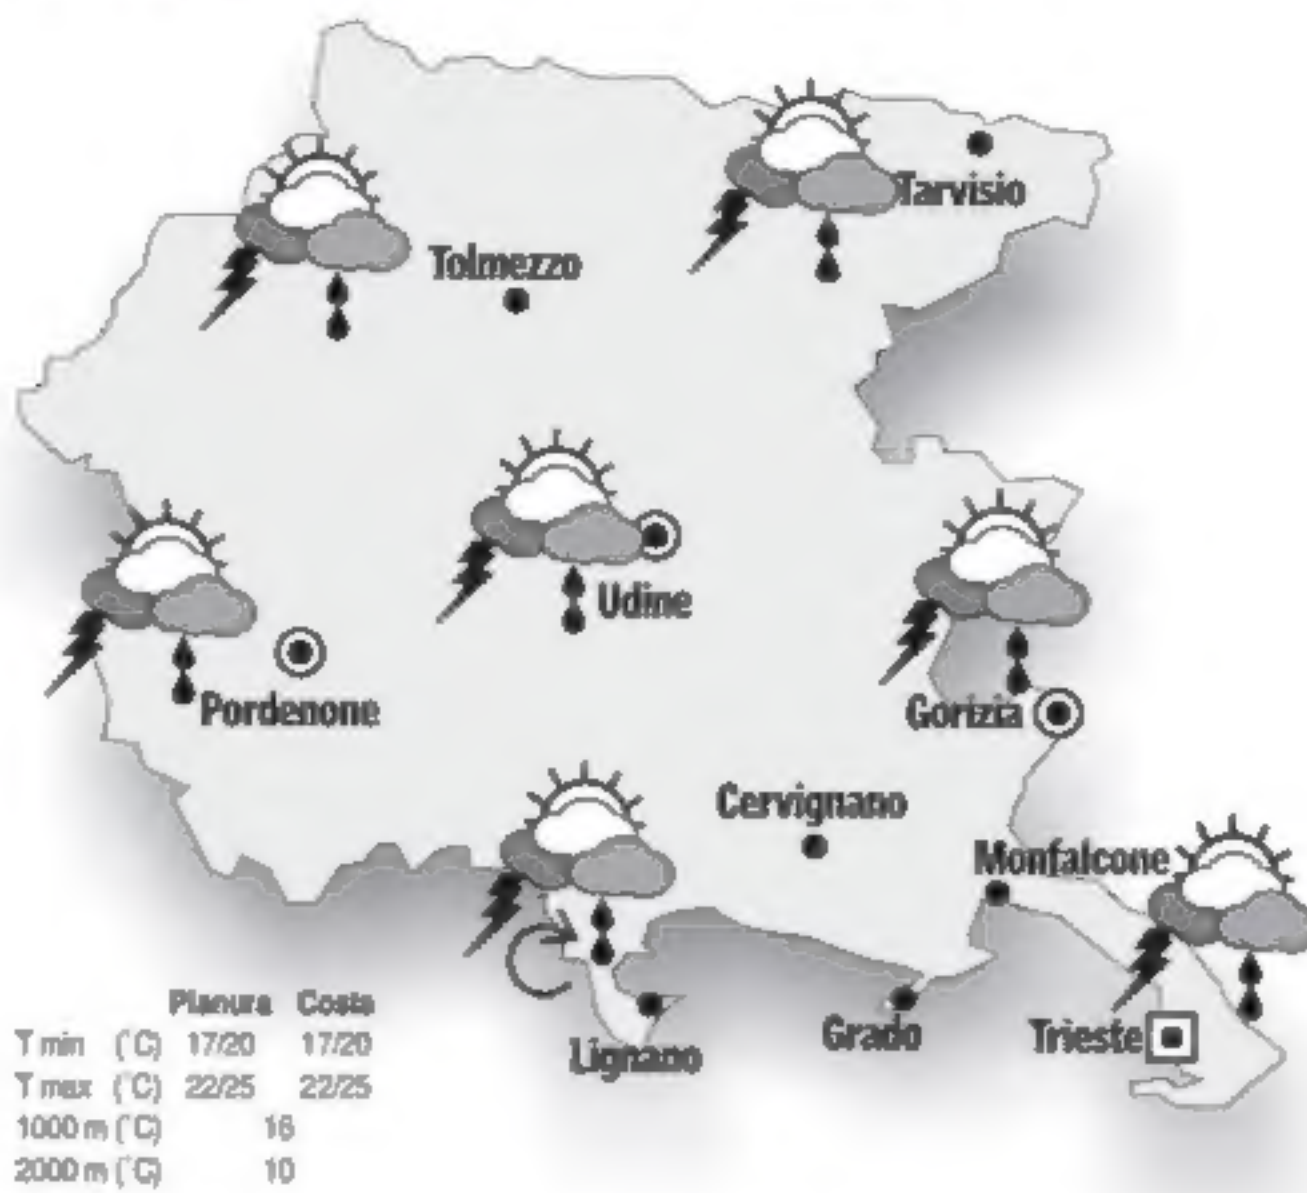 Tarvisio
Tolmezzo
Udine
Pordenone
Gorizia
Cervignano
Monfalcone
Lignano
Grado
Trieste
Pianura Costa
T min (°C) 17/20 17/20
T max (°C) 22/25 22/25
1000 m (°C) 16
2000 m (°C) 10